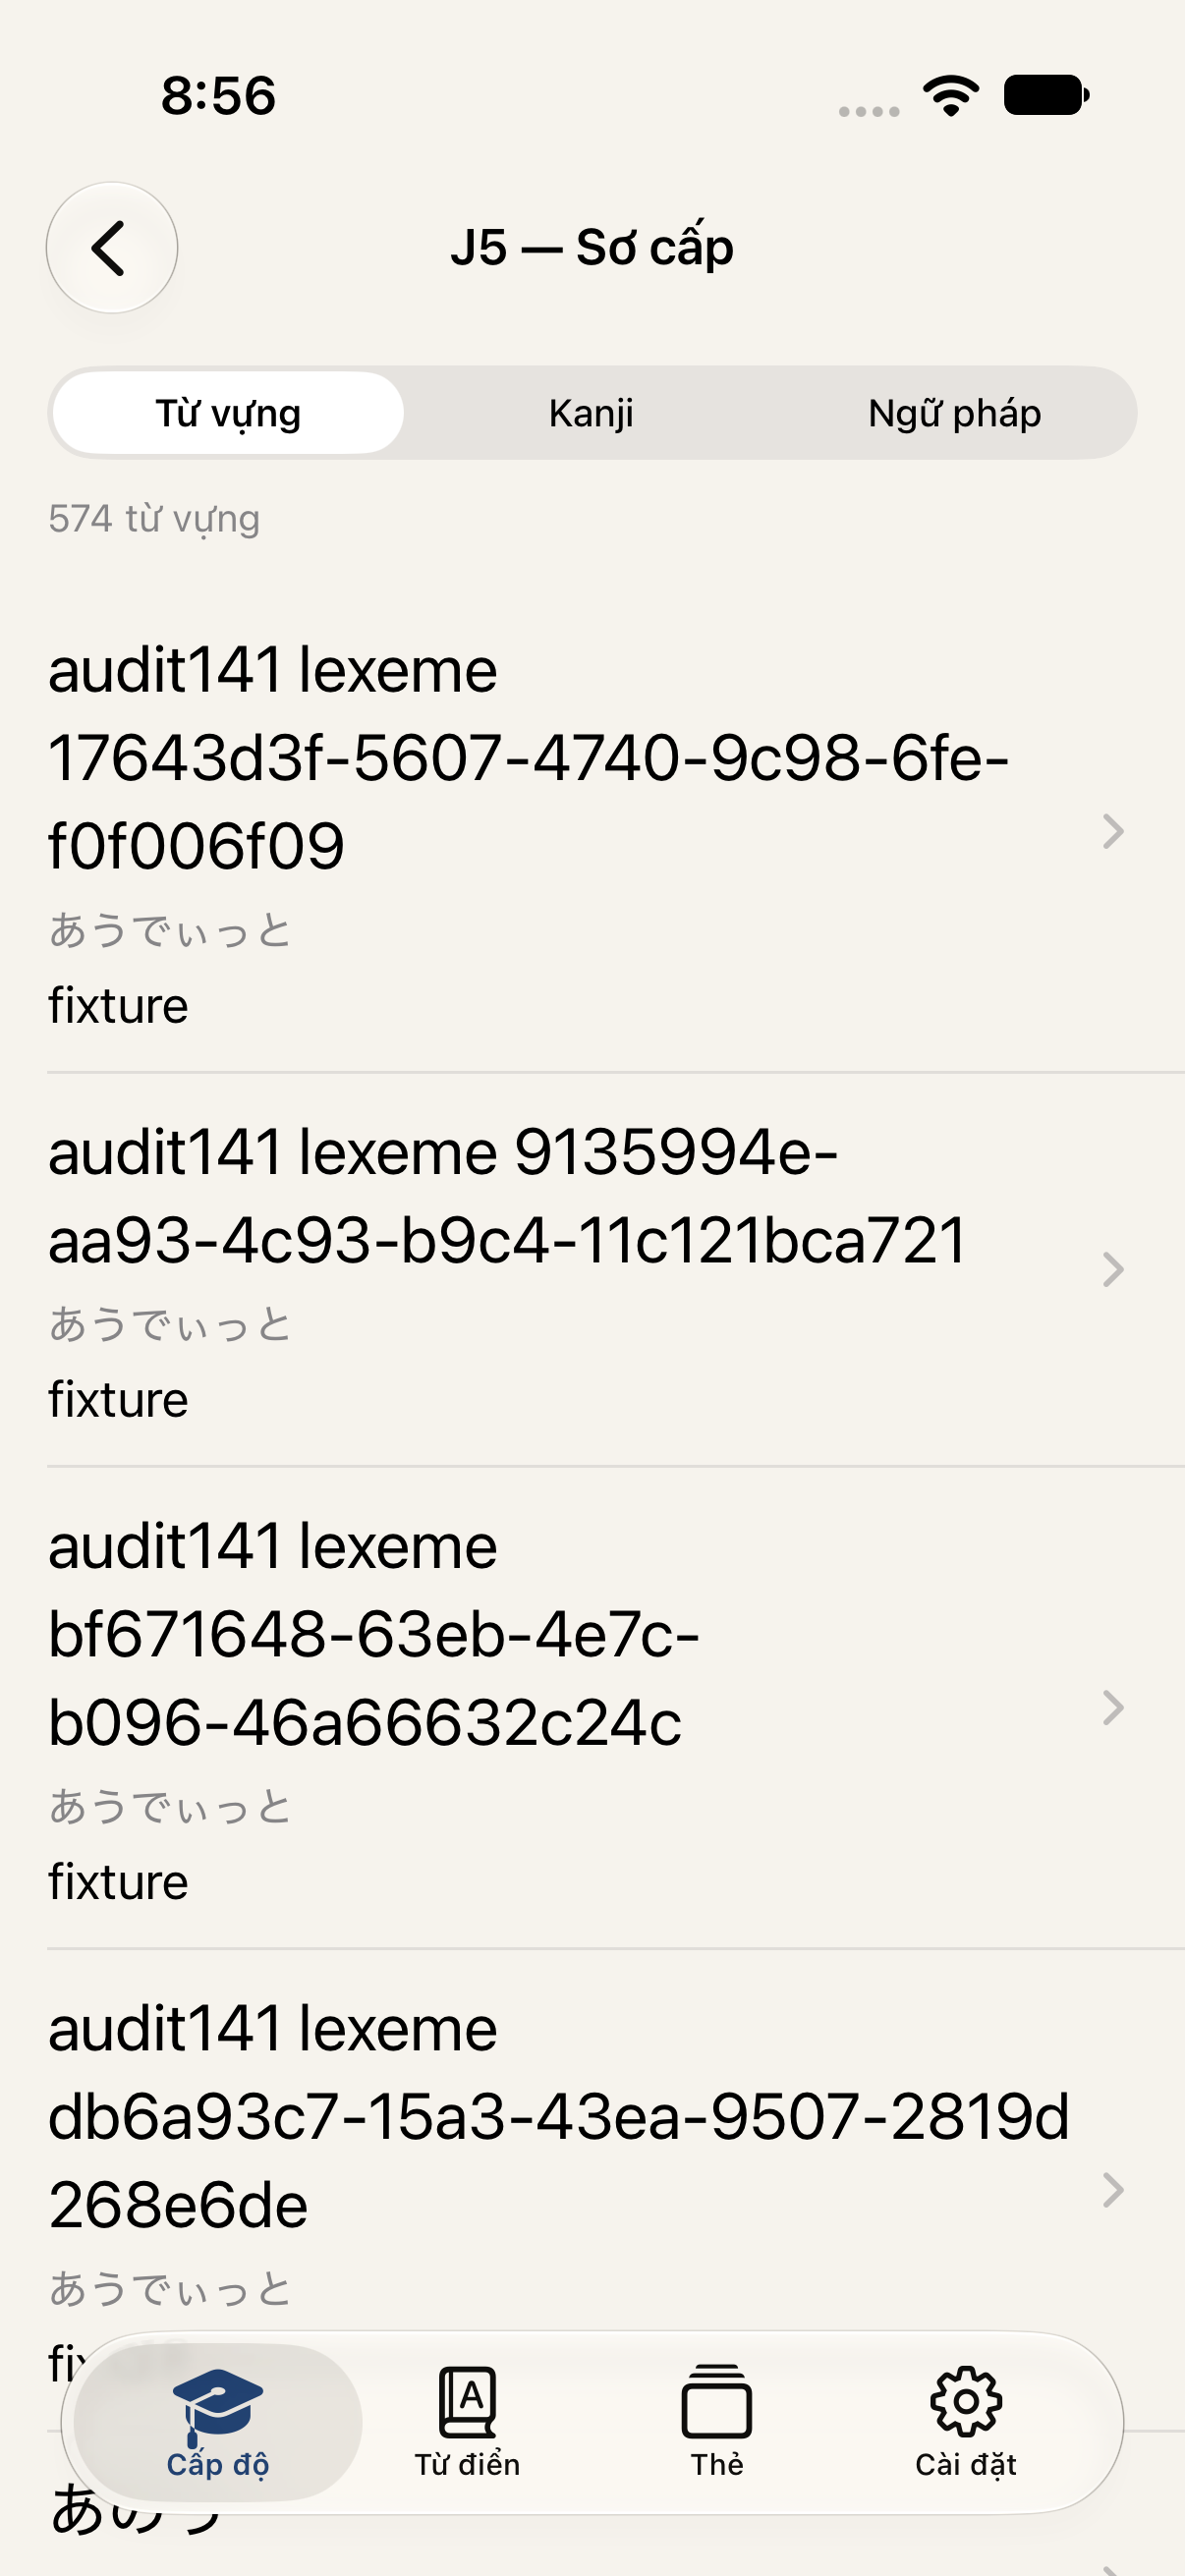 8:56
J5 — Sơ cấp
Từ vựng
Kanji
Ngữ pháp
574 từ vựng
audit141 lexeme
17643d3f-5607-4740-9c98-6fe-
f0f006f09
あうでぃっと
fixture
audit141 lexeme 9135994e-
aa93-4c93-b9c4-11c121bca721
あうでぃっと
fixture
audit141 lexeme
bf671648-63eb-4e7c-
b096-46a66632c24c
あうでぃっと
fixture
audit141 lexeme
db6a93c7-15a3-43ea-9507-2819d
268e6de
あうでぃっと
Cấp độ
Từ điển
Thẻ
Cài đặt